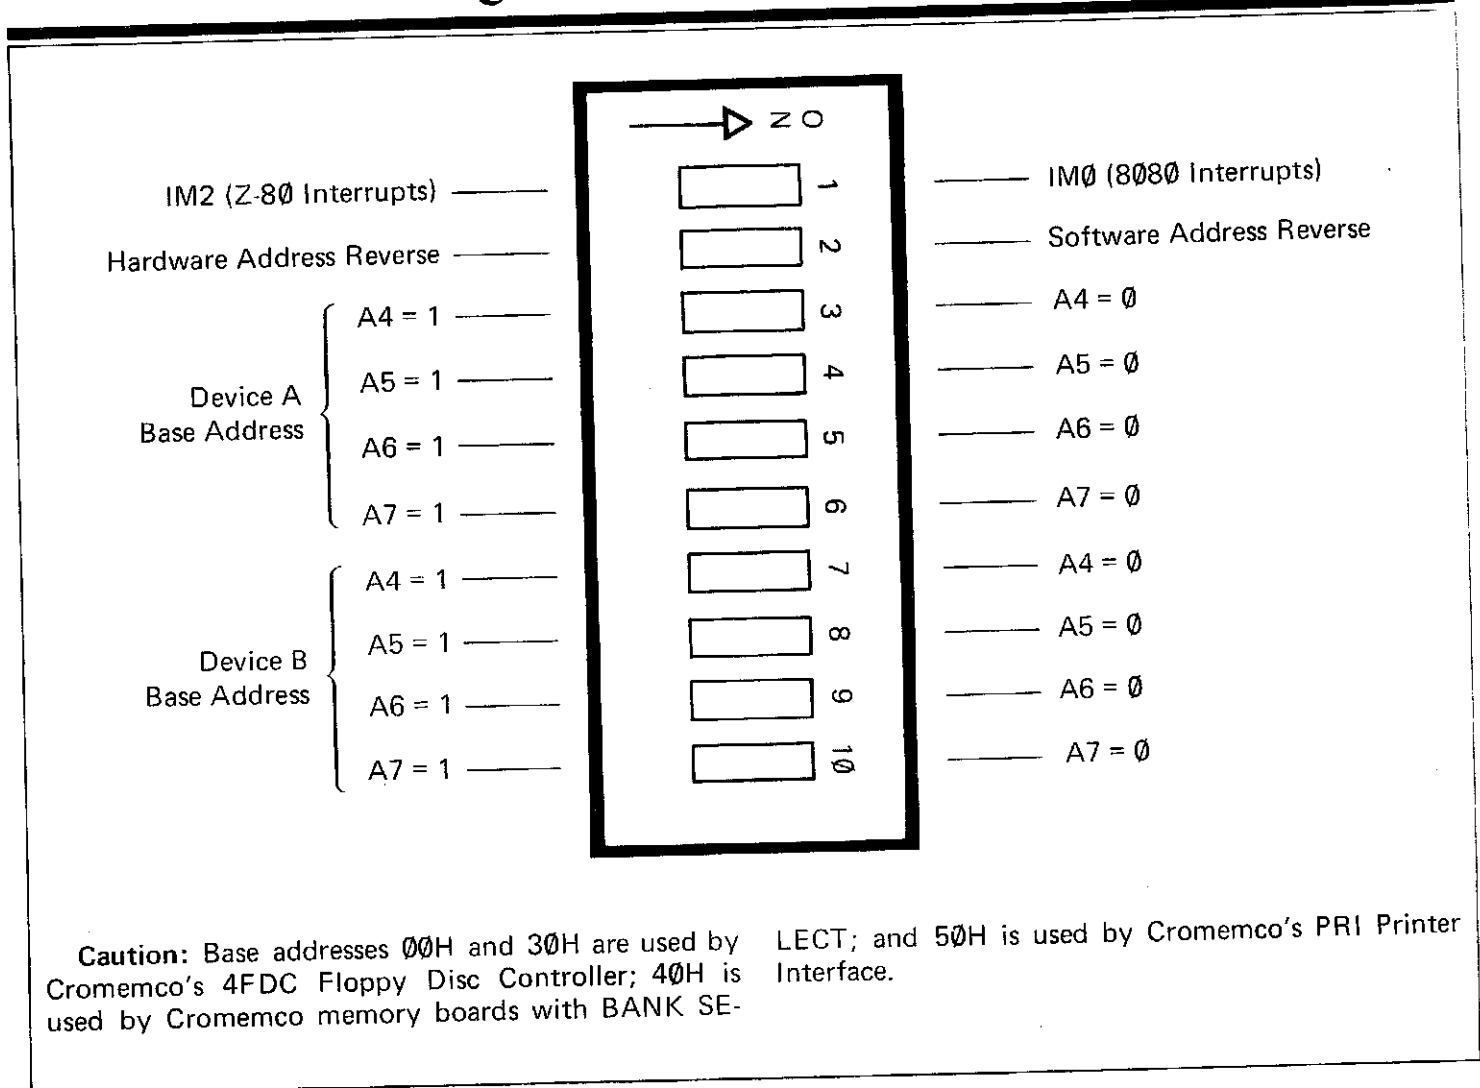 ON
IM2 (Z-8Ø Interrupts)
1
IMØ (8Ø8Ø Interrupts)
Hardware Address Reverse
2
Software Address Reverse
Device A
Base Address
A4 = 1
3
A4 = Ø
A5 = 1
4
A5 = Ø
A6 = 1
5
A6 = Ø
A7 = 1
6
A7 = Ø
Device B
Base Address
A4 = 1
7
A4 = Ø
A5 = 1
8
A5 = Ø
A6 = 1
9
A6 = Ø
A7 = 1
1Ø
A7 = Ø
Caution: Base addresses ØØH and 3ØH are used by
Cromemco's 4FDC Floppy Disc Controller; 4ØH is
used by Cromemco memory boards with BANK SE-
LECT; and 5ØH is used by Cromemco's PRI Printer
Interface.